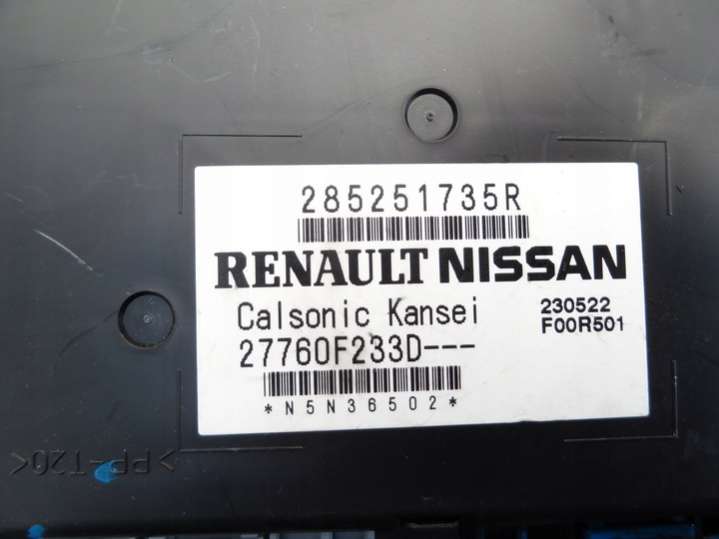 285251735R
RENAULT NISSAN
Calsonic Kansei
230522
F00R501
27760F233D---
*N5N36502*
>PP-T20<